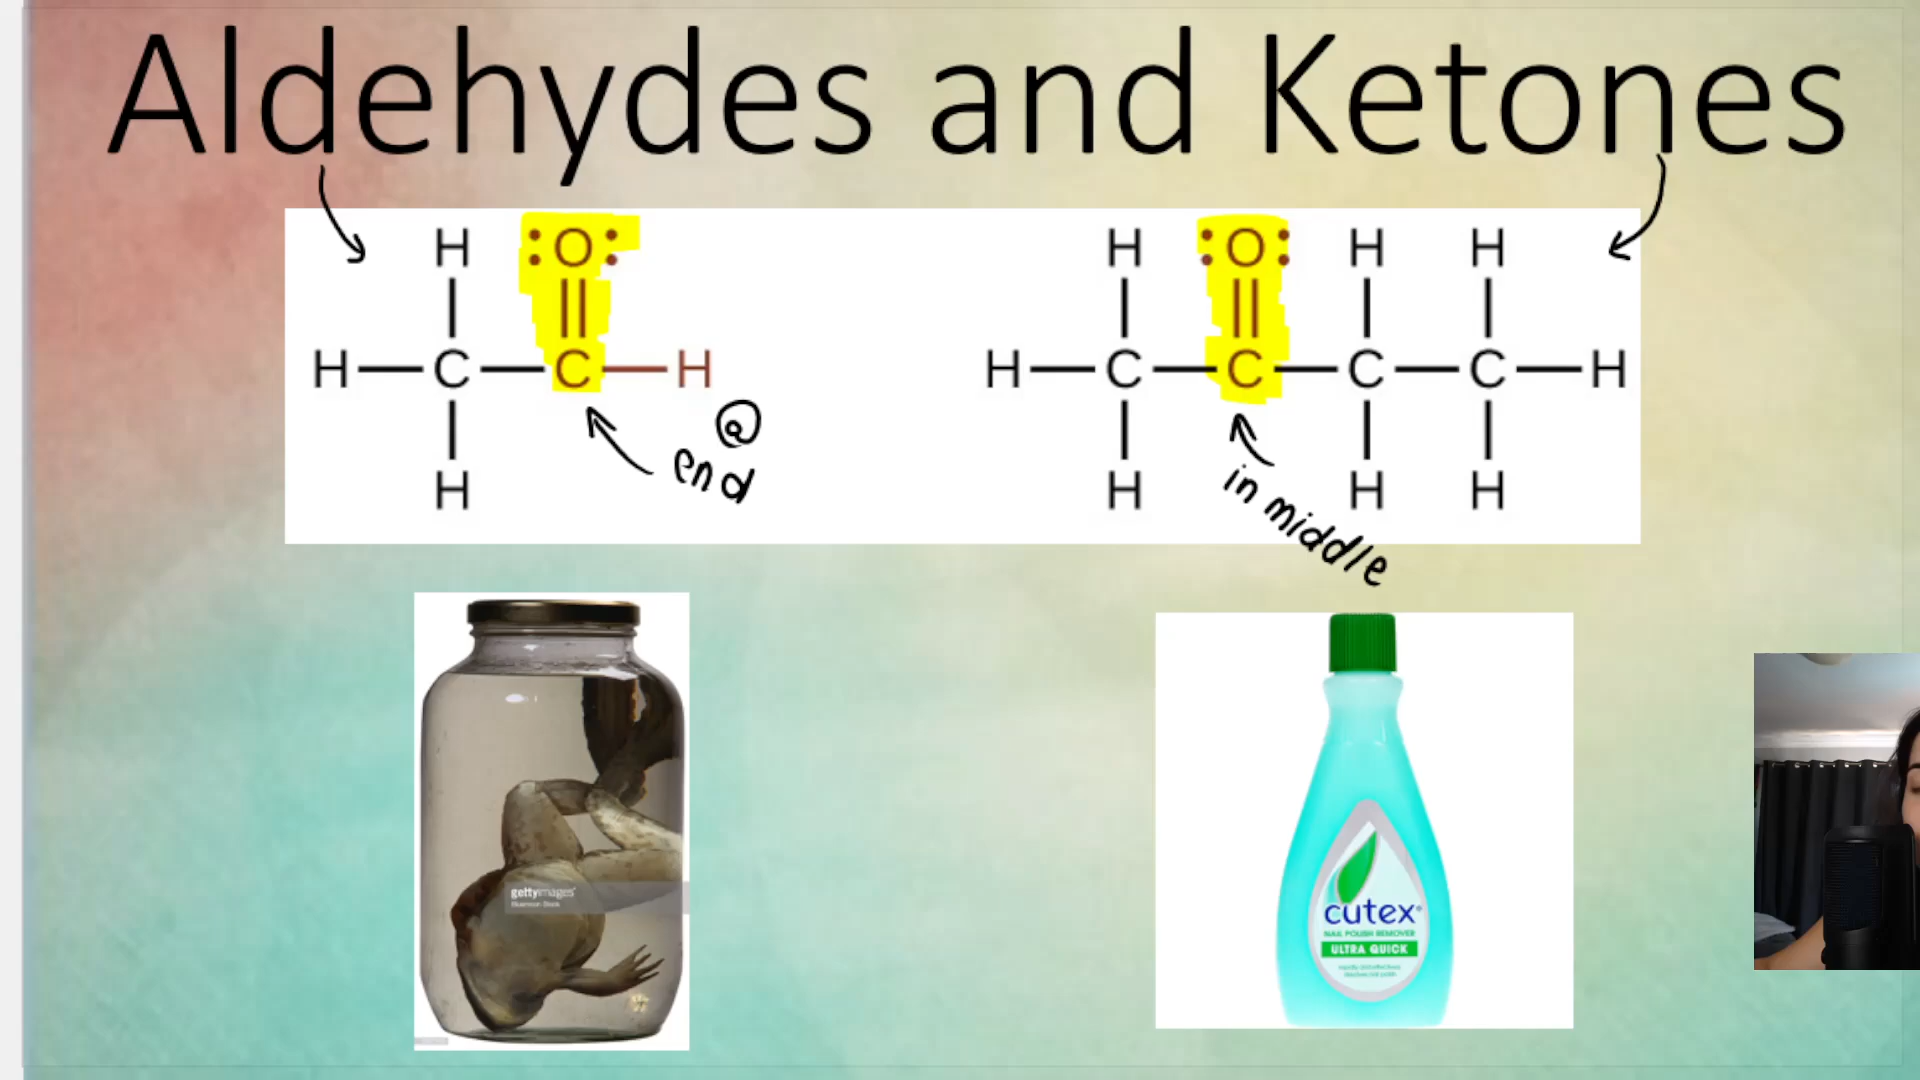 Aldehydes and Ketones
H :O: H :O: H H
H—C—C—H H—C—C—C—C—H
@
end
H H H H
in middle
gettyimages
cutex
NAIL POLISH REMOVER
ULTRA QUICK